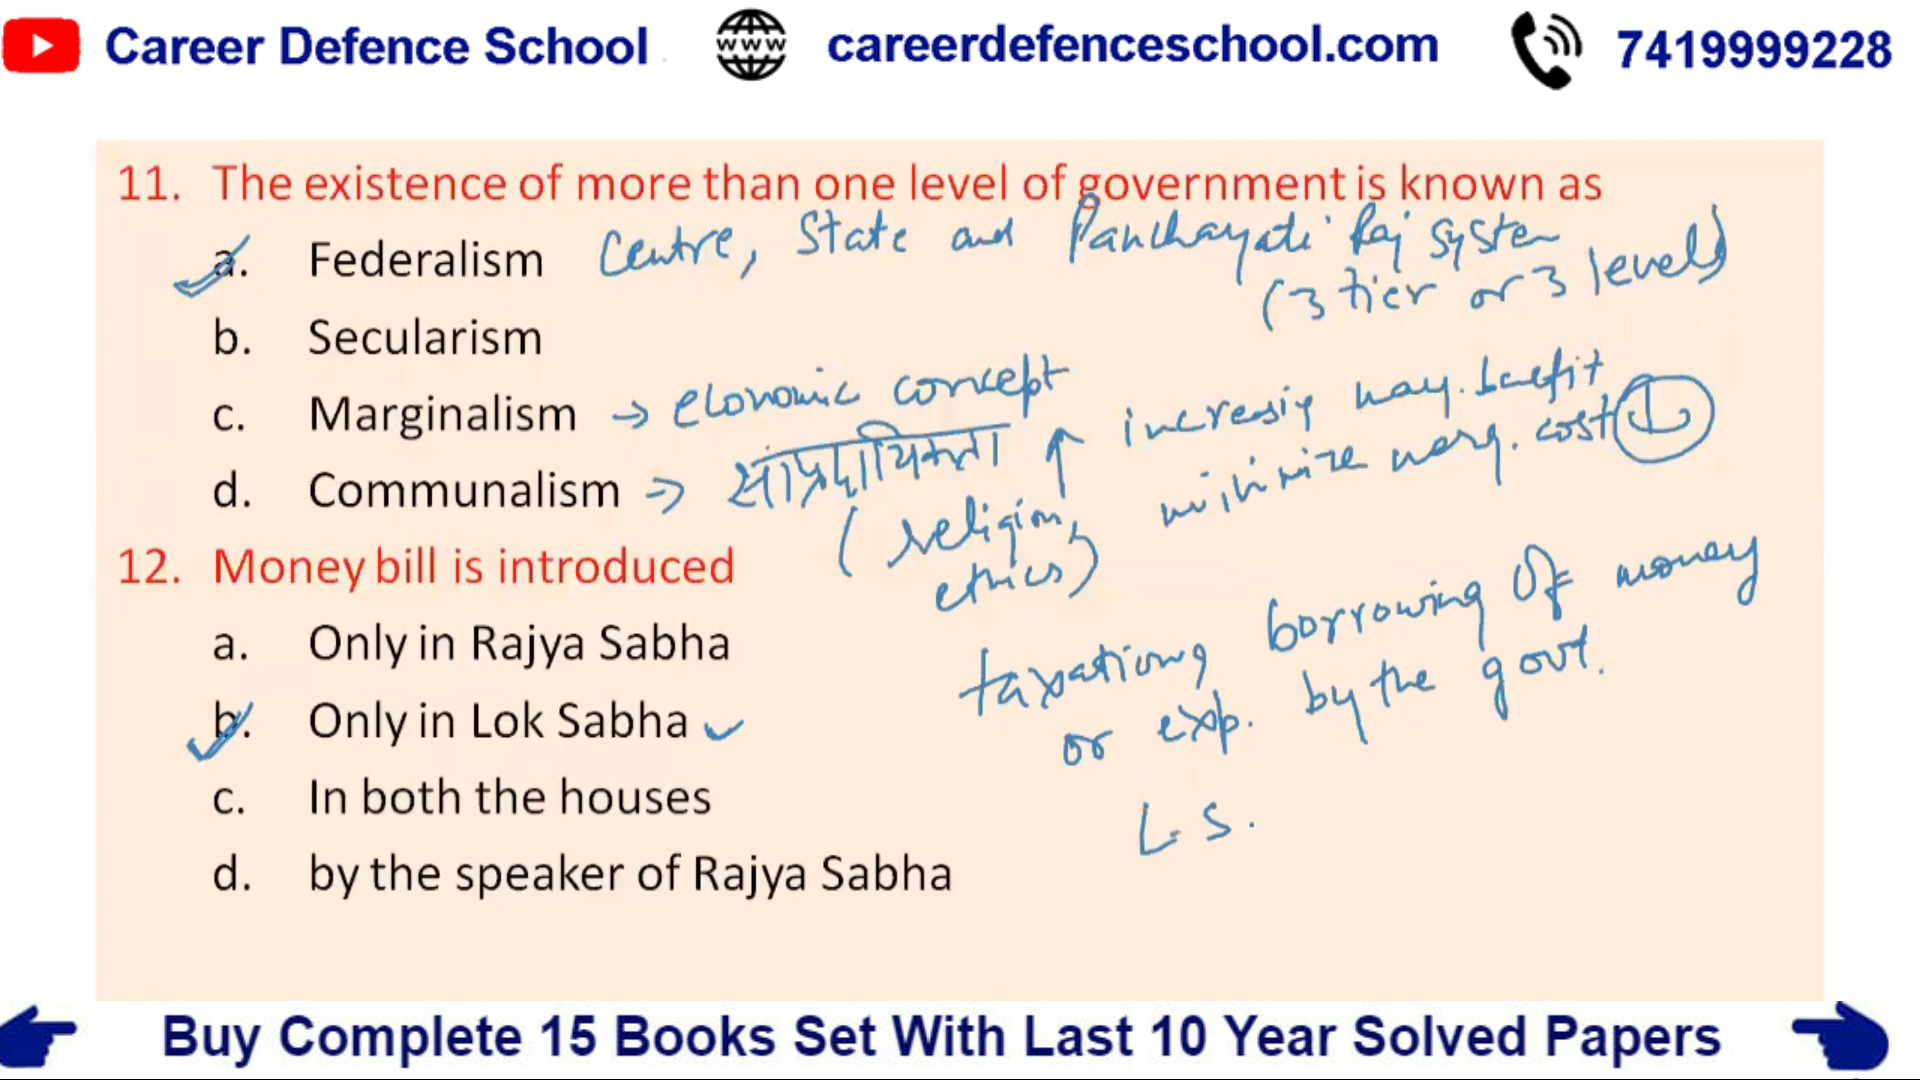 Career Defence School www careerdefenceschool.com 7419999228
11. The existence of more than one level of government is known as
a. Federalism Centre, State and Panchayati Raj System
(3 tier or 3 levels)
b. Secularism
c. Marginalism → economic concept
increasing marg. benefit
minimize marg. cost ↓
d. Communalism → सांप्रदायिकता ↑
(religion,
ethics)
12. Money bill is introduced
a. Only in Rajya Sabha
taxation, borrowing of money
or exp. by the govt.
b. Only in Lok Sabha ✓
c. In both the houses
L.S.
d. by the speaker of Rajya Sabha
Buy Complete 15 Books Set With Last 10 Year Solved Papers